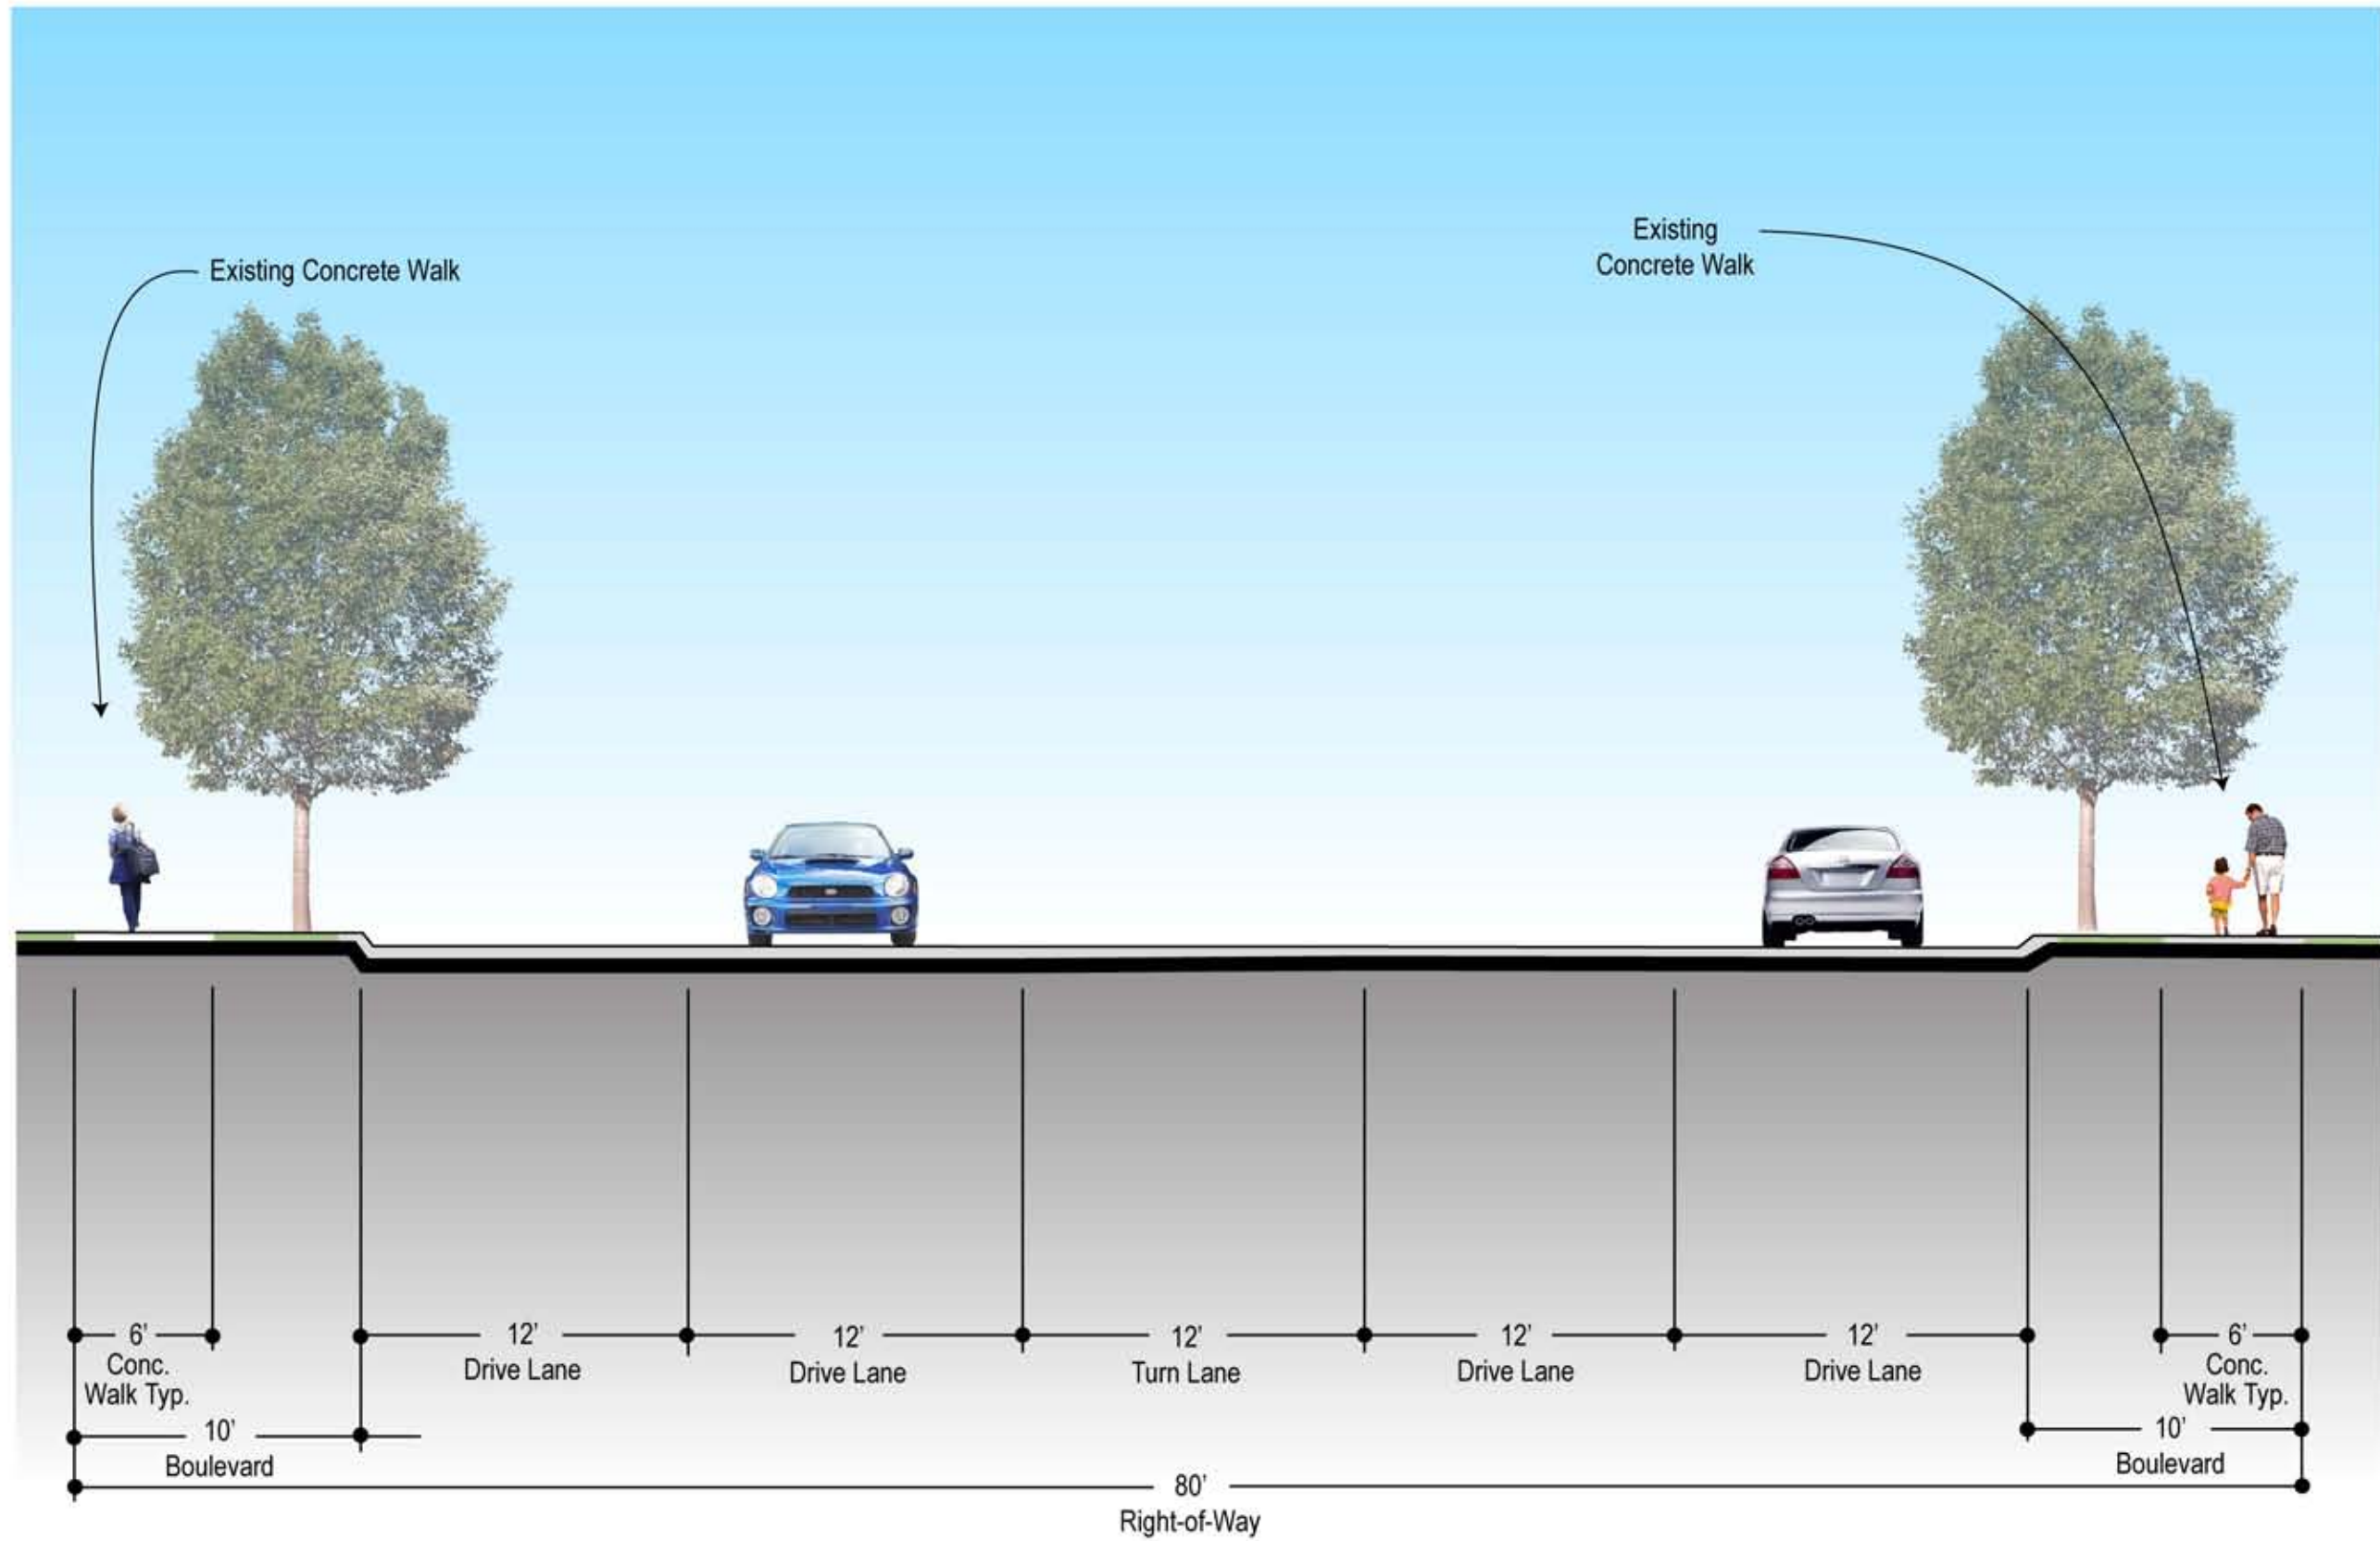 Existing
Concrete Walk
Existing Concrete Walk
6'
Conc.
Walk Typ.
12'
Drive Lane
12'
Drive Lane
12'
Turn Lane
12'
Drive Lane
12'
Drive Lane
6'
Conc.
Walk Typ.
10'
Boulevard
10'
Boulevard
80'
Right-of-Way